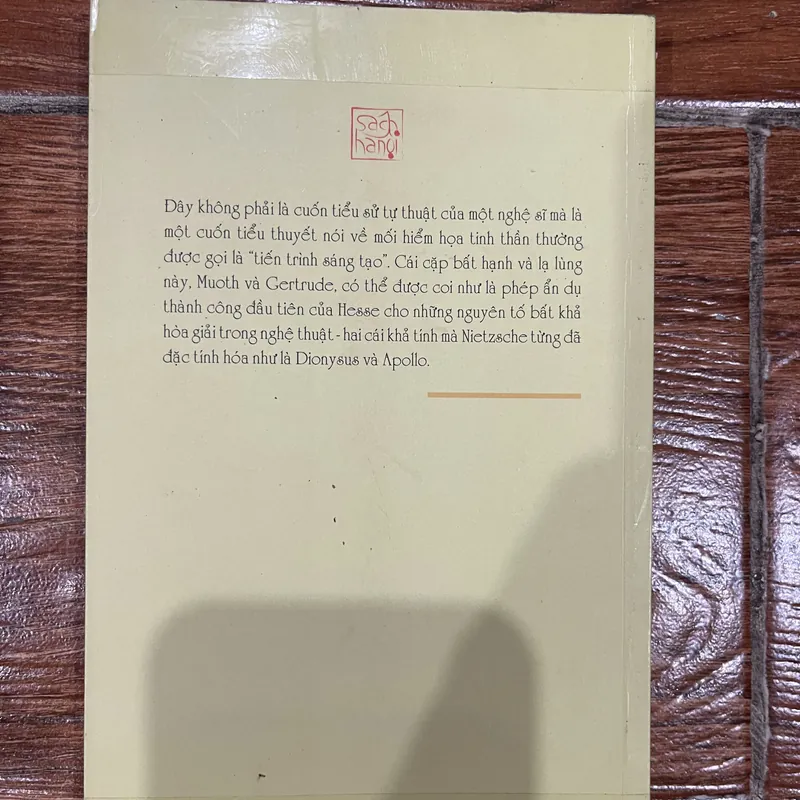 Sách
hànội
Đây không phải là cuốn tiểu sử tự thuật của một nghệ sĩ mà là
một cuốn tiểu thuyết nói về mối hiểm họa tinh thần thường
được gọi là "tiến trình sáng tạo". Cái cặp bất hạnh và lạ lùng
này, Muoth và Gertrude, có thể được coi như là phép ẩn dụ
thành công đầu tiên của Hesse cho những nguyên tố bất khả
hòa giải trong nghệ thuật - hai cái khả tính mà Nietzsche từng đã
đặc tính hóa như là Dionysus và Apollo.